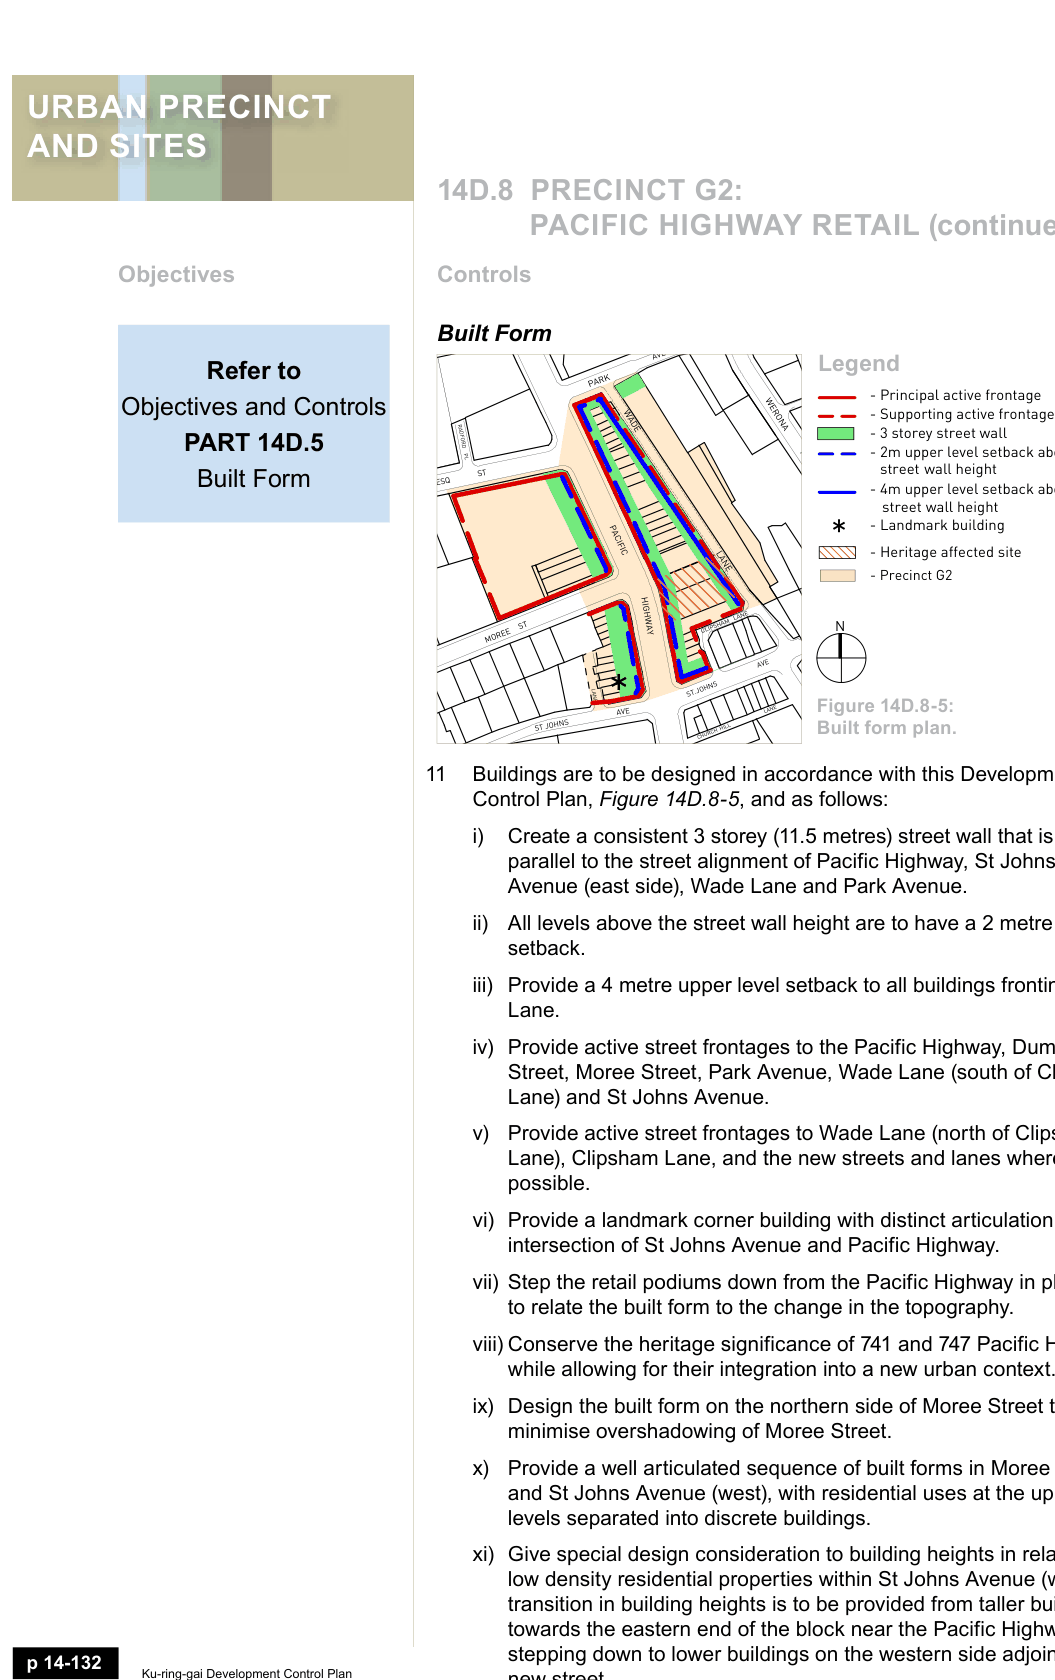 URBAN PRECINCT
AND SITES
14D.8 PRECINCT G2:
PACIFIC HIGHWAY RETAIL (continue
Objectives
Controls
Refer to
Objectives and Controls
PART 14D.5
Built Form
Built Form
PARK
AVE
WADE
WERONA
ESQ
ST
PACIFIC
LANE
HIGHWAY
MOREE ST
CLIPSHAM LANE
AVE
ST JOHNS
AVE
ST JOHNS
CHURCH HILL
LANE
N
Legend
- Principal active frontage
- Supporting active frontage
- 3 storey street wall
- 2m upper level setback abo
street wall height
- 4m upper level setback abo
street wall height
- Landmark building
- Heritage affected site
- Precinct G2
Figure 14D.8-5:
Built form plan.
11 Buildings are to be designed in accordance with this Developm
Control Plan, Figure 14D.8-5, and as follows:
i) Create a consistent 3 storey (11.5 metres) street wall that is
parallel to the street alignment of Pacific Highway, St Johns
Avenue (east side), Wade Lane and Park Avenue.
ii) All levels above the street wall height are to have a 2 metre
setback.
iii) Provide a 4 metre upper level setback to all buildings frontin
Lane.
iv) Provide active street frontages to the Pacific Highway, Dum
Street, Moree Street, Park Avenue, Wade Lane (south of Cl
Lane) and St Johns Avenue.
v) Provide active street frontages to Wade Lane (north of Clips
Lane), Clipsham Lane, and the new streets and lanes where
possible.
vi) Provide a landmark corner building with distinct articulation
intersection of St Johns Avenue and Pacific Highway.
vii) Step the retail podiums down from the Pacific Highway in pl
to relate the built form to the change in the topography.
viii) Conserve the heritage significance of 741 and 747 Pacific H
while allowing for their integration into a new urban context.
ix) Design the built form on the northern side of Moree Street t
minimise overshadowing of Moree Street.
x) Provide a well articulated sequence of built forms in Moree
and St Johns Avenue (west), with residential uses at the up
levels separated into discrete buildings.
xi) Give special design consideration to building heights in rela
low density residential properties within St Johns Avenue (w
transition in building heights is to be provided from taller bui
towards the eastern end of the block near the Pacific Highw
stepping down to lower buildings on the western side adjoin
new street.
p 14-132
Ku-ring-gai Development Control Plan